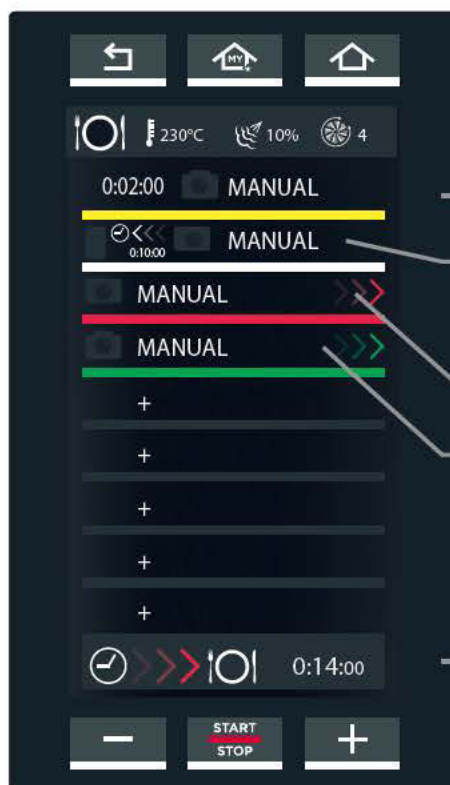 MY
230°C 10% 4
0:02:00 MANUAL
0:10:00 MANUAL
MANUAL
MANUAL
+
+
+
+
+
0:14:00
START
STOP